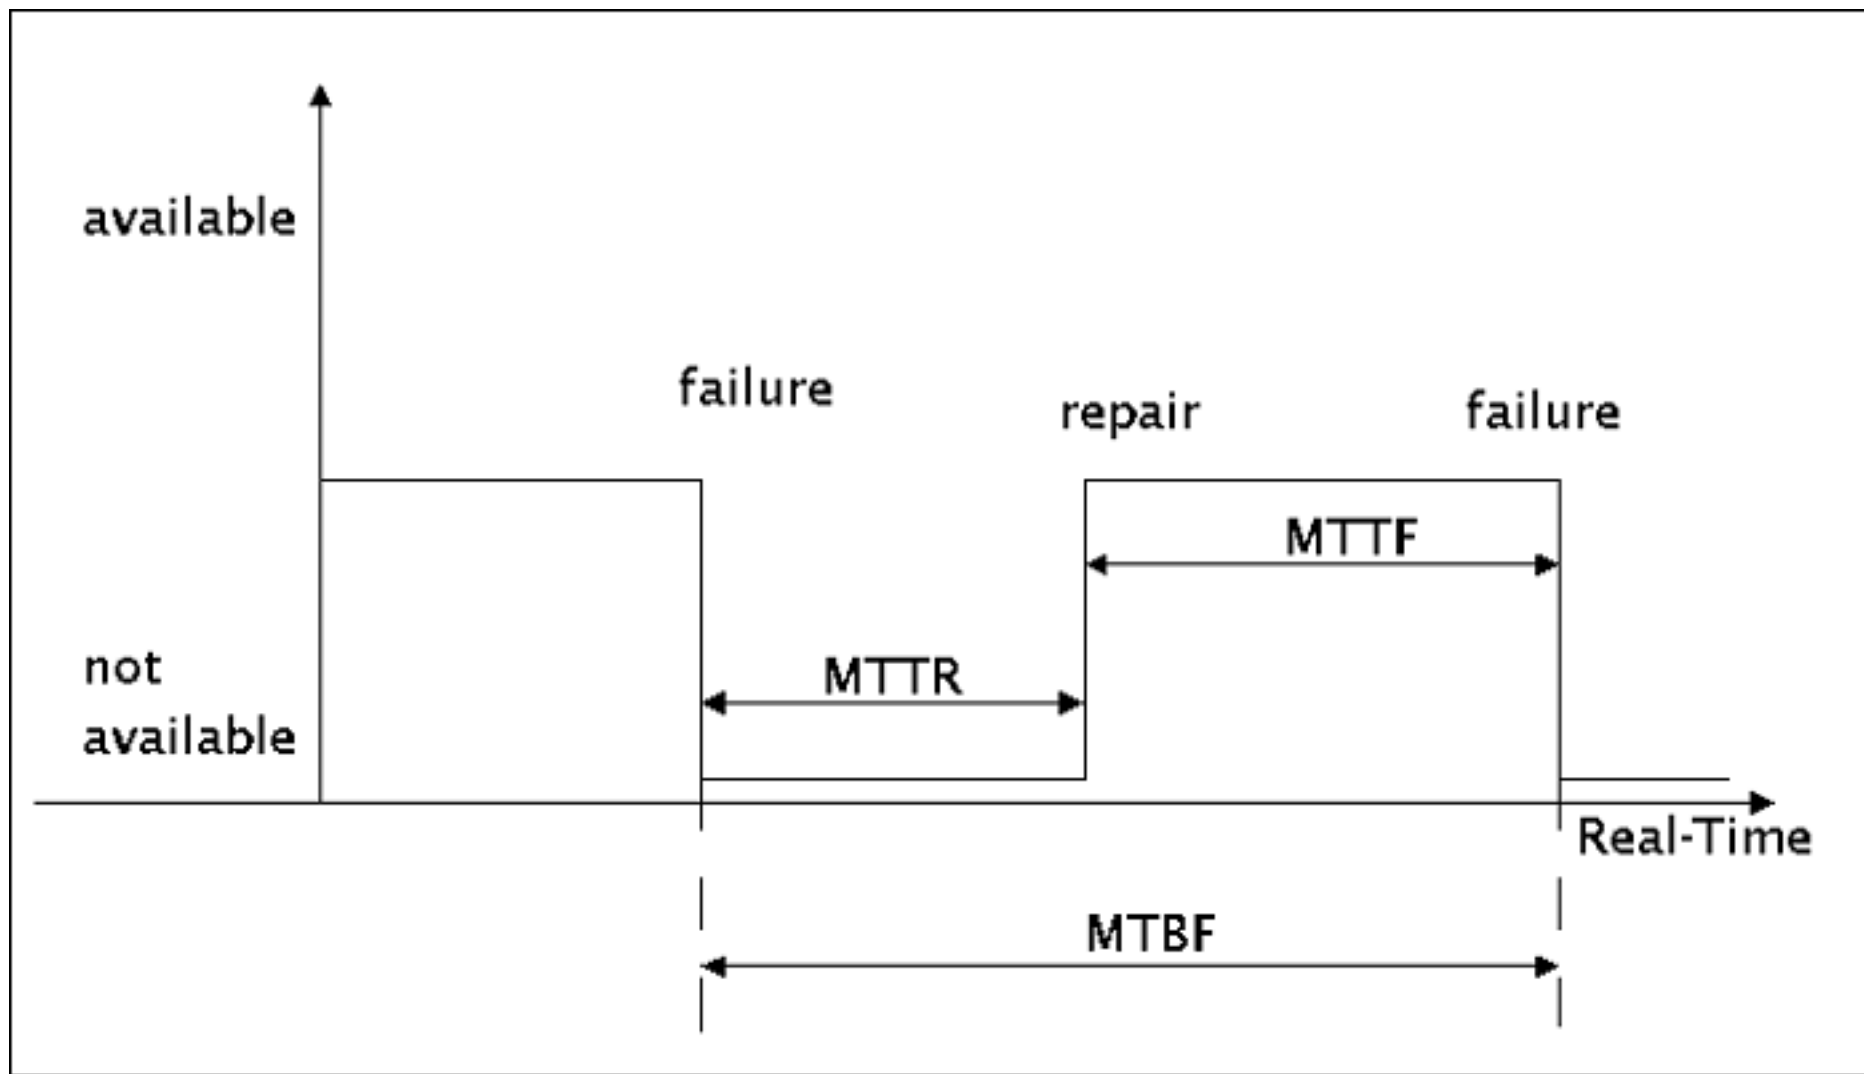 available
failure
repair
failure
MTTF
not
available
MTTR
Real-Time
MTBF